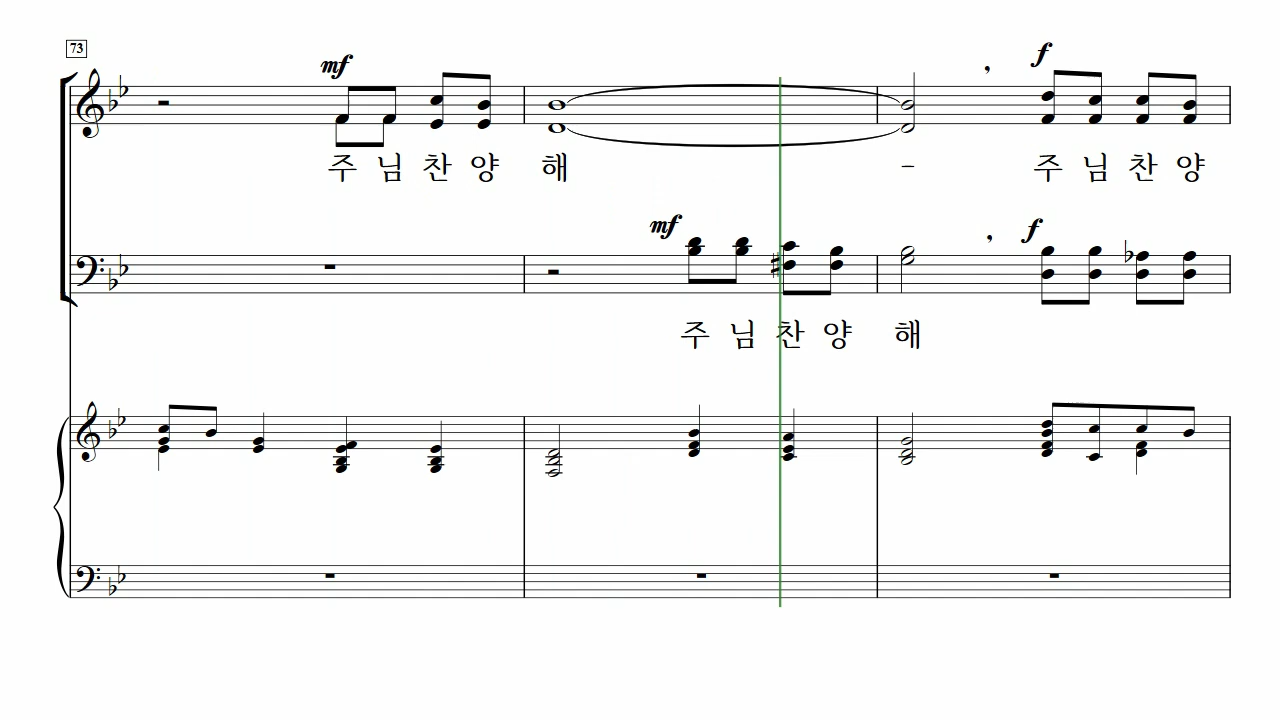 73
mf
f
주 님 찬 양 해 - 주 님 찬 양
mf
f
주 님 찬 양 해